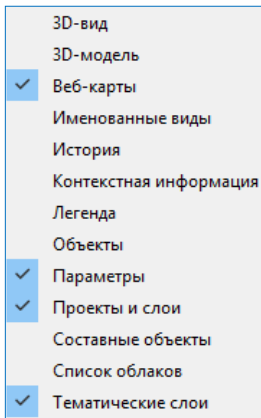 3D-вид
3D-модель
Веб-карты
Именованные виды
История
Контекстная информация
Легенда
Объекты
Параметры
Проекты и слои
Составные объекты
Список облаков
Тематические слои